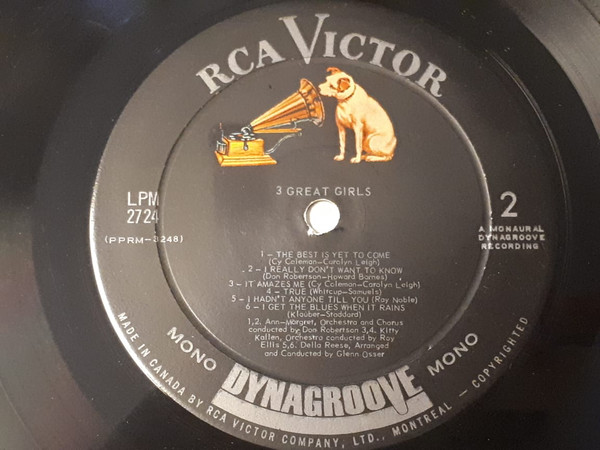 RCA VICTOR
3 GREAT GIRLS
LPM
2724
(PPRM-3248)
2
A MONAURAL
DYNAGROOVE
RECORDING
1 – THE BEST IS YET TO COME
(Cy Coleman-Carolyn Leigh)
2 – I REALLY DON'T WANT TO KNOW
(Don Robertson-Howard Barnes)
3 – IT AMAZES ME (Cy Coleman-Carolyn Leigh)
4 – TRUE (Whitcup-Samuels)
5 – I HADN'T ANYONE TILL YOU (Ray Noble)
6 – I GET THE BLUES WHEN IT RAINS
(Klauber-Stoddard)
1,2. Ann-Margret, Orchestra and Chorus
conducted by Don Robertson 3,4. Kitty
Kallen, Orchestra conducted by Ray
Ellis 5,6. Della Reese, Arranged
and Conducted by Glenn Osser
MONO DYNAGROOVE MONO
MADE IN CANADA BY RCA VICTOR COMPANY, LTD., MONTREAL – COPYRIGHTED